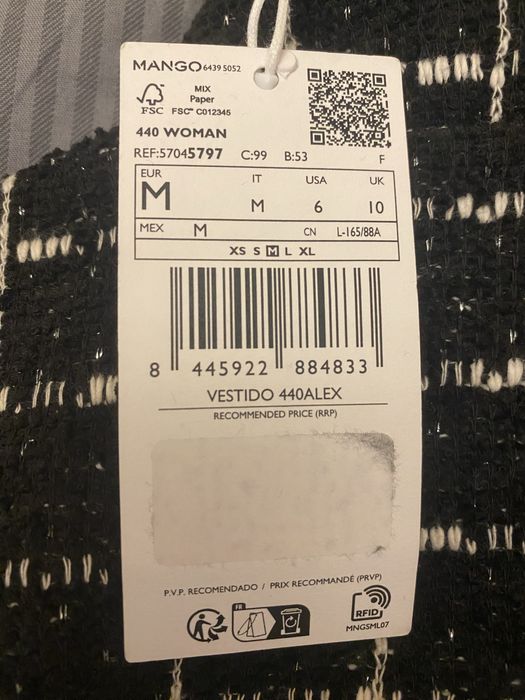 MANGO 6439 5052
MIX
Paper
FSC FSC™ C012345
440 WOMAN
REF:57045797 C:99 B:53 F
EUR IT USA UK
M M 6 10
MEX M CN L-165/88A
XS S M L XL
8 445922 884833
VESTIDO 440ALEX
RECOMMENDED PRICE (RRP)
P.V.P. RECOMENDADO / PRIX RECOMMANDÉ (PRVP)
FR
RFID
MNGSML07